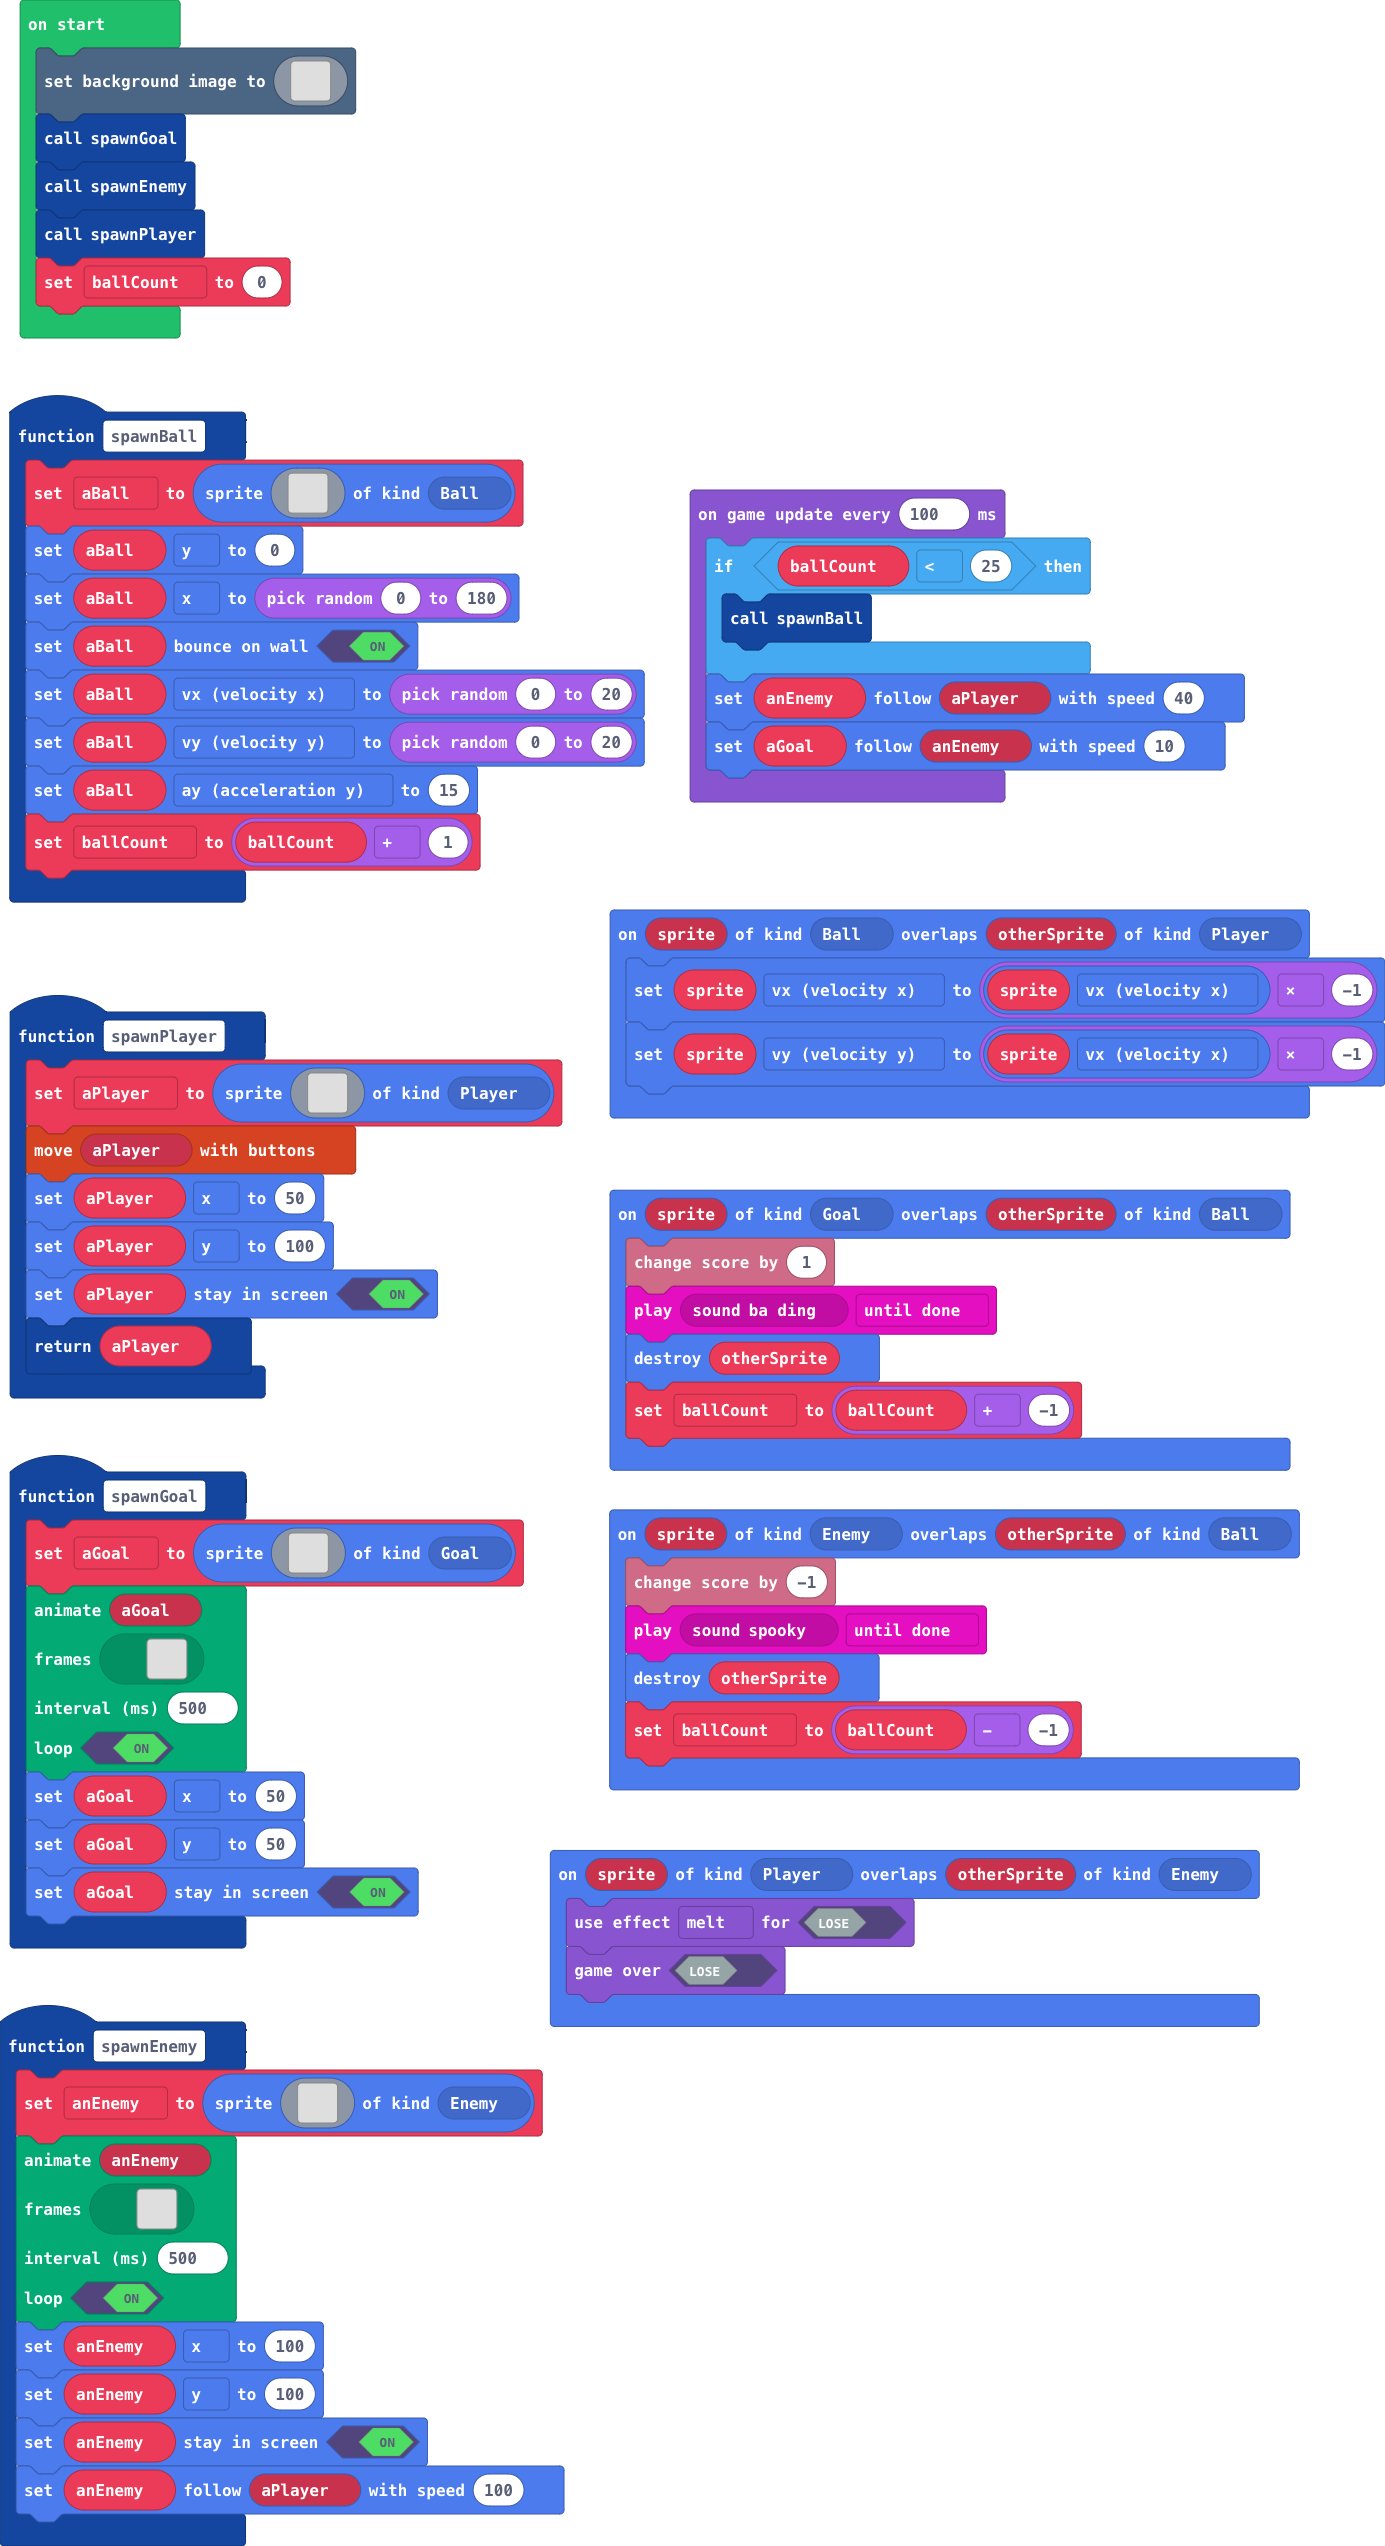 on start
set background image to
call spawnGoal
call spawnEnemy
call spawnPlayer
set ballCount to 0
function spawnBall
set aBall to sprite of kind Ball
set aBall y to 0
set aBall x to pick random 0 to 180
set aBall bounce on wall ON
set aBall vx (velocity x) to pick random 0 to 20
set aBall vy (velocity y) to pick random 0 to 20
set aBall ay (acceleration y) to 15
set ballCount to ballCount + 1
on game update every 100 ms
if ballCount < 25 then
call spawnBall
set anEnemy follow aPlayer with speed 40
set aGoal follow anEnemy with speed 10
on sprite of kind Ball overlaps otherSprite of kind Player
set sprite vx (velocity x) to sprite vx (velocity x) × -1
set sprite vy (velocity y) to sprite vx (velocity x) × -1
function spawnPlayer
set aPlayer to sprite of kind Player
move aPlayer with buttons
set aPlayer x to 50
set aPlayer y to 100
set aPlayer stay in screen ON
return aPlayer
on sprite of kind Goal overlaps otherSprite of kind Ball
change score by 1
play sound ba ding until done
destroy otherSprite
set ballCount to ballCount + -1
function spawnGoal
set aGoal to sprite of kind Goal
animate aGoal
frames
interval (ms) 500
loop ON
set aGoal x to 50
set aGoal y to 50
set aGoal stay in screen ON
on sprite of kind Enemy overlaps otherSprite of kind Ball
change score by -1
play sound spooky until done
destroy otherSprite
set ballCount to ballCount - -1
on sprite of kind Player overlaps otherSprite of kind Enemy
use effect melt for LOSE
game over LOSE
function spawnEnemy
set anEnemy to sprite of kind Enemy
animate anEnemy
frames
interval (ms) 500
loop ON
set anEnemy x to 100
set anEnemy y to 100
set anEnemy stay in screen ON
set anEnemy follow aPlayer with speed 100